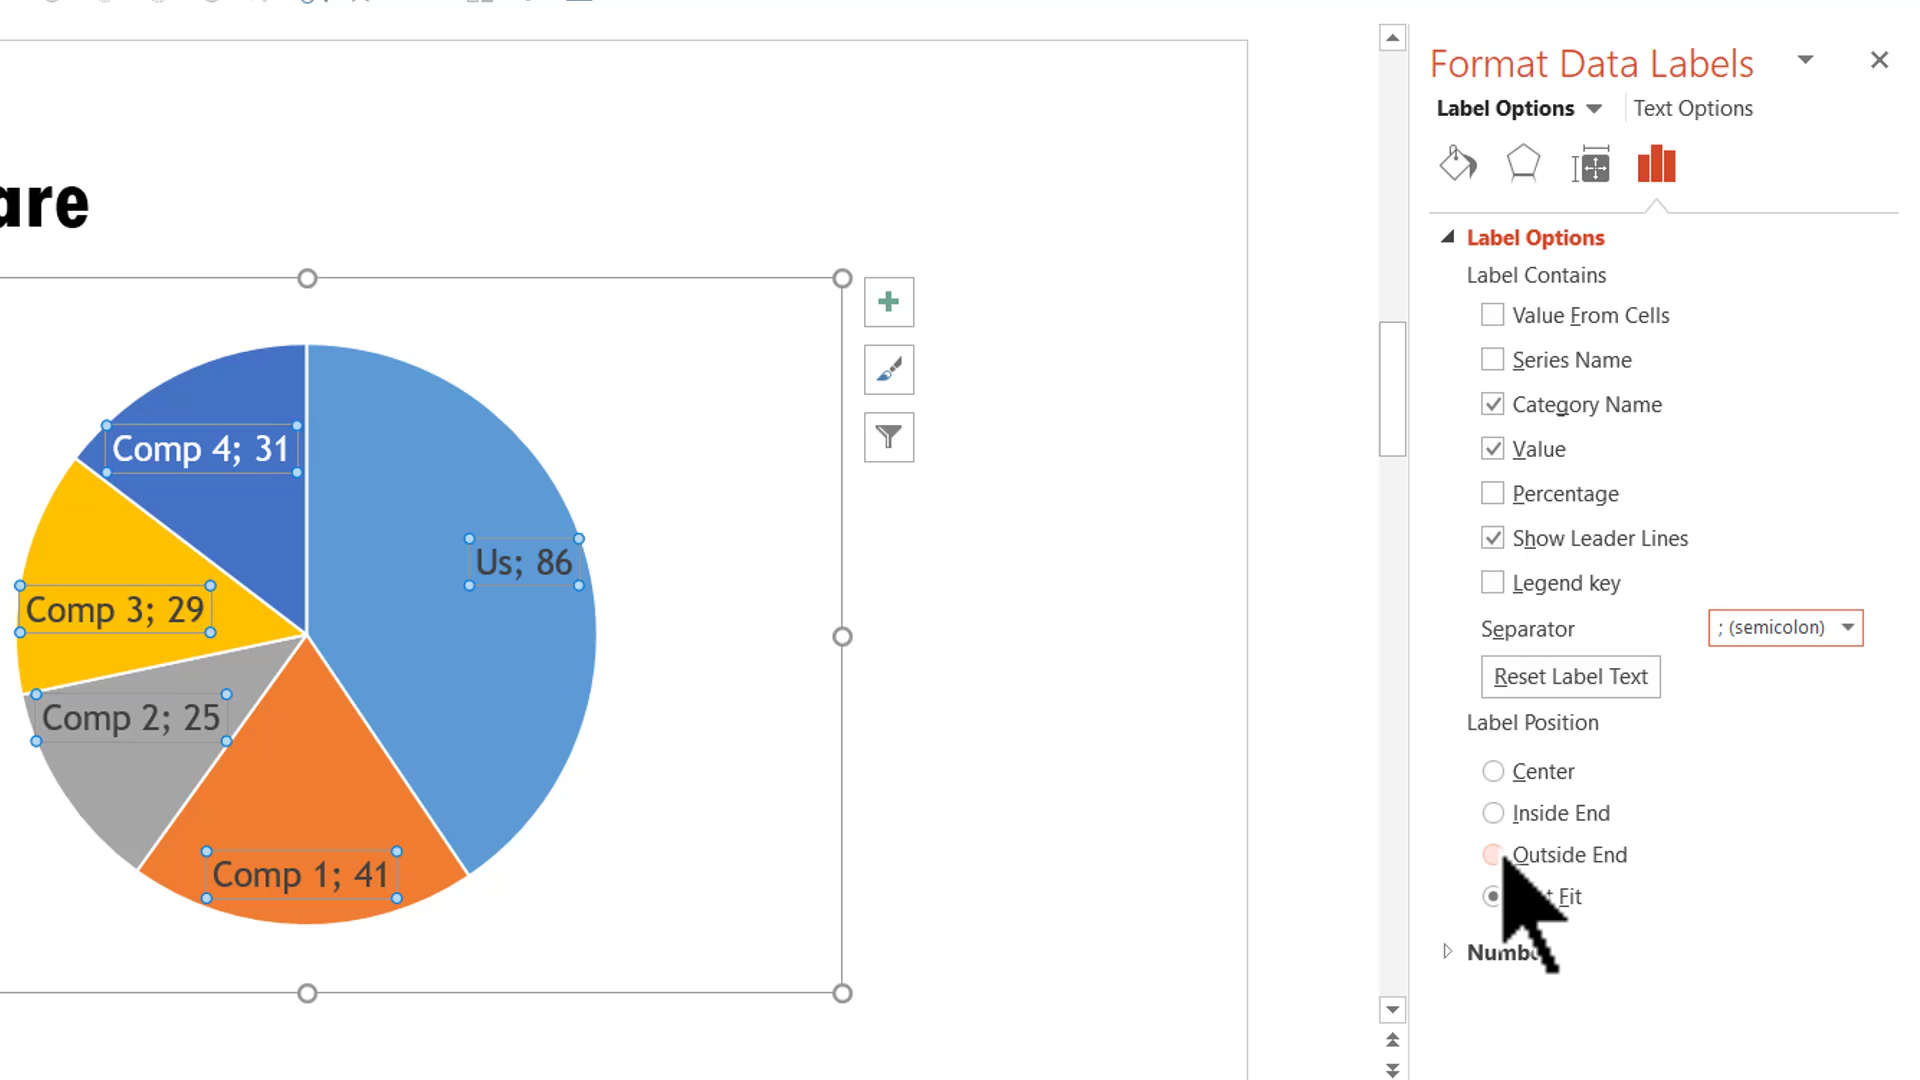 are
Comp 4; 31
Us; 86
Comp 3; 29
Comp 2; 25
Comp 1; 41
Format Data Labels
Label Options
Text Options
Label Options
Label Contains
Value From Cells
Series Name
Category Name
Value
Percentage
Show Leader Lines
Legend key
Separator
; (semicolon)
Reset Label Text
Label Position
Center
Inside End
Outside End
t Fit
Numb